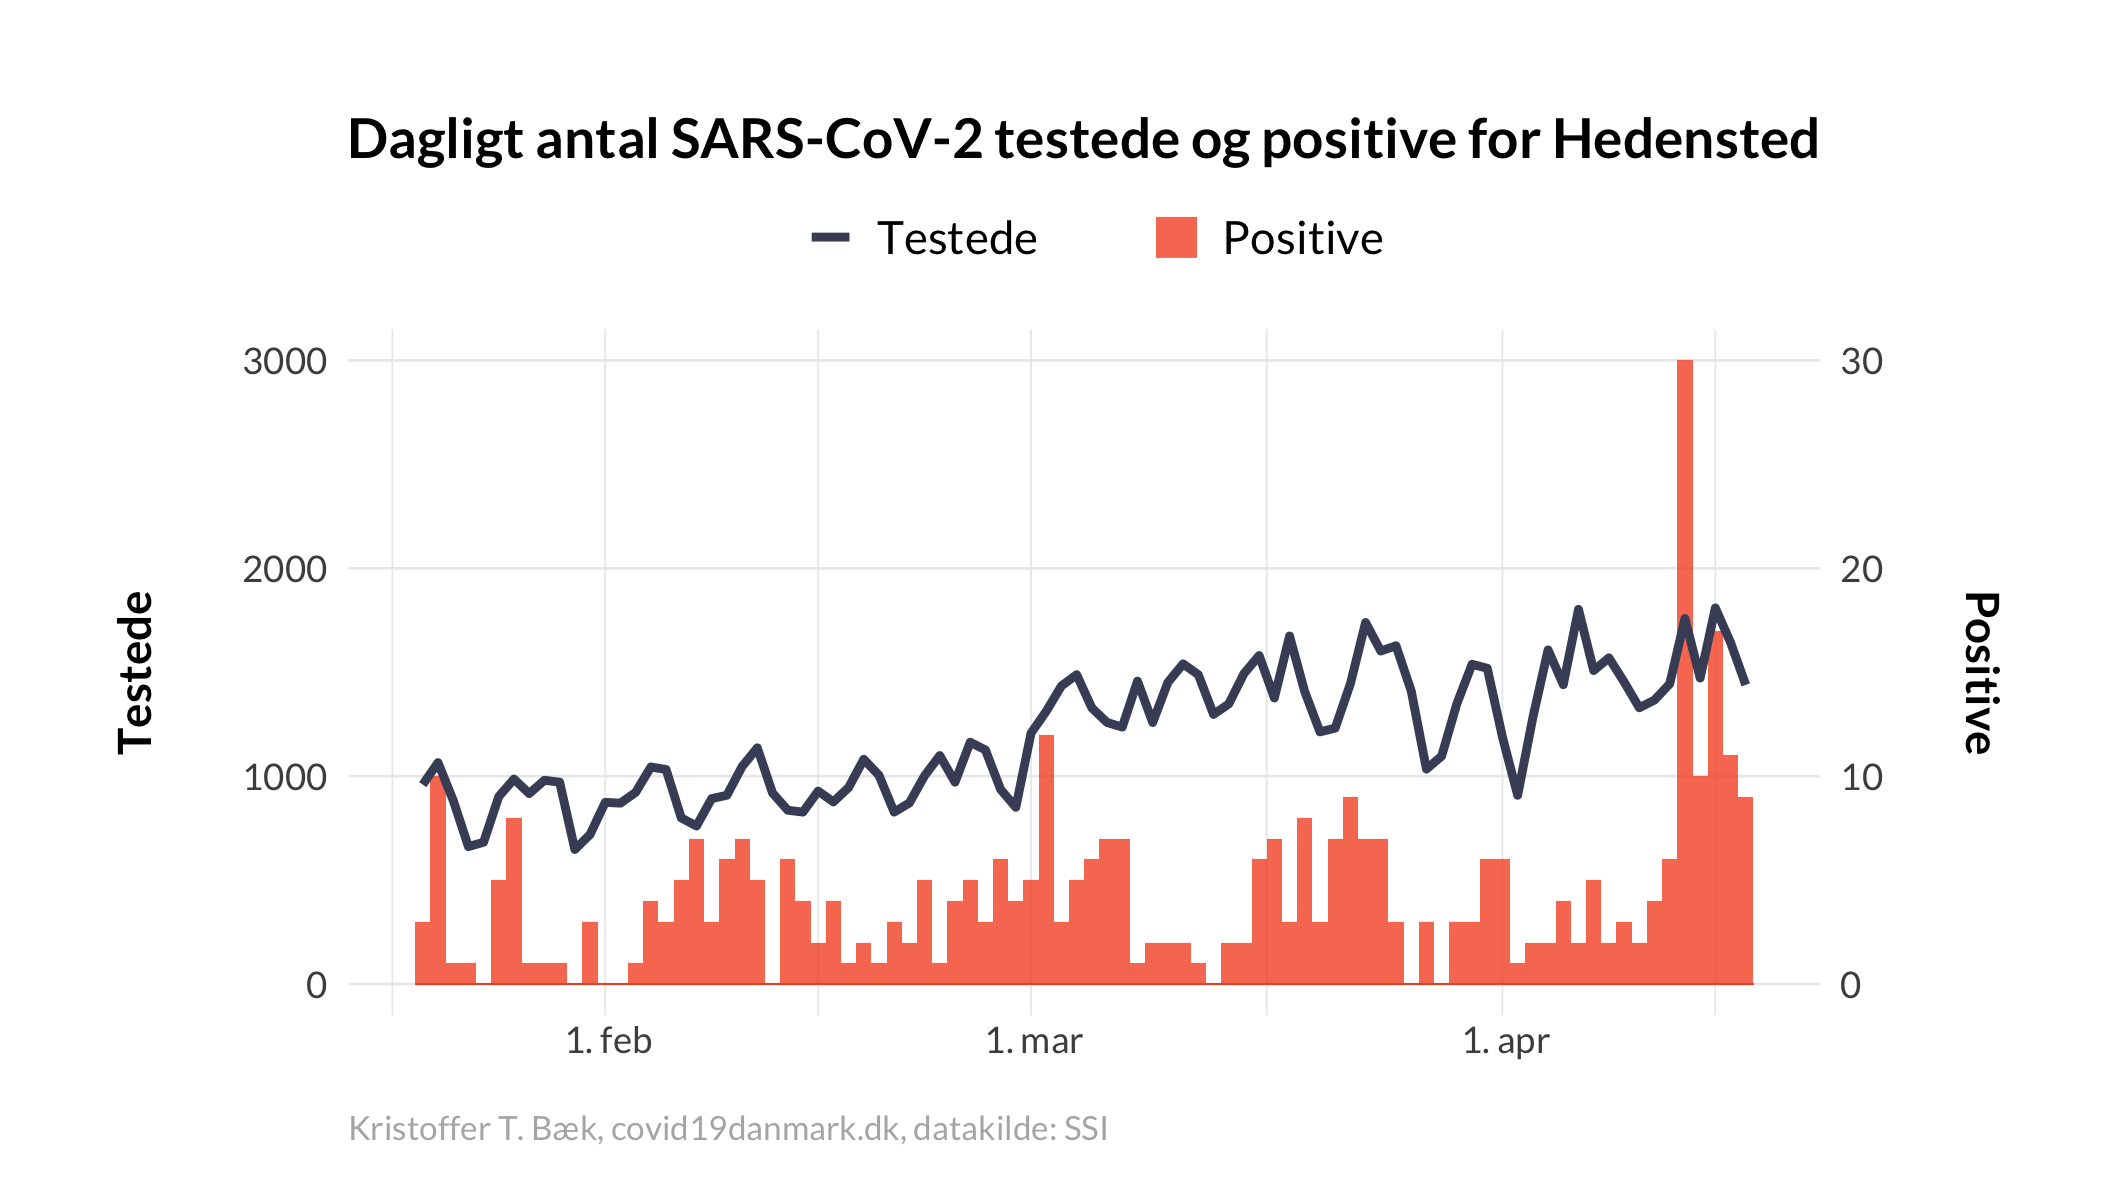 Dagligt antal SARS-CoV-2 testede og positive for Hedensted
Testede
Positive
3000
2000
1000
0
30
20
10
0
Testede
Positive
1. feb
1. mar
1. apr
Kristoffer T. Bæk, covid19danmark.dk, datakilde: SSI